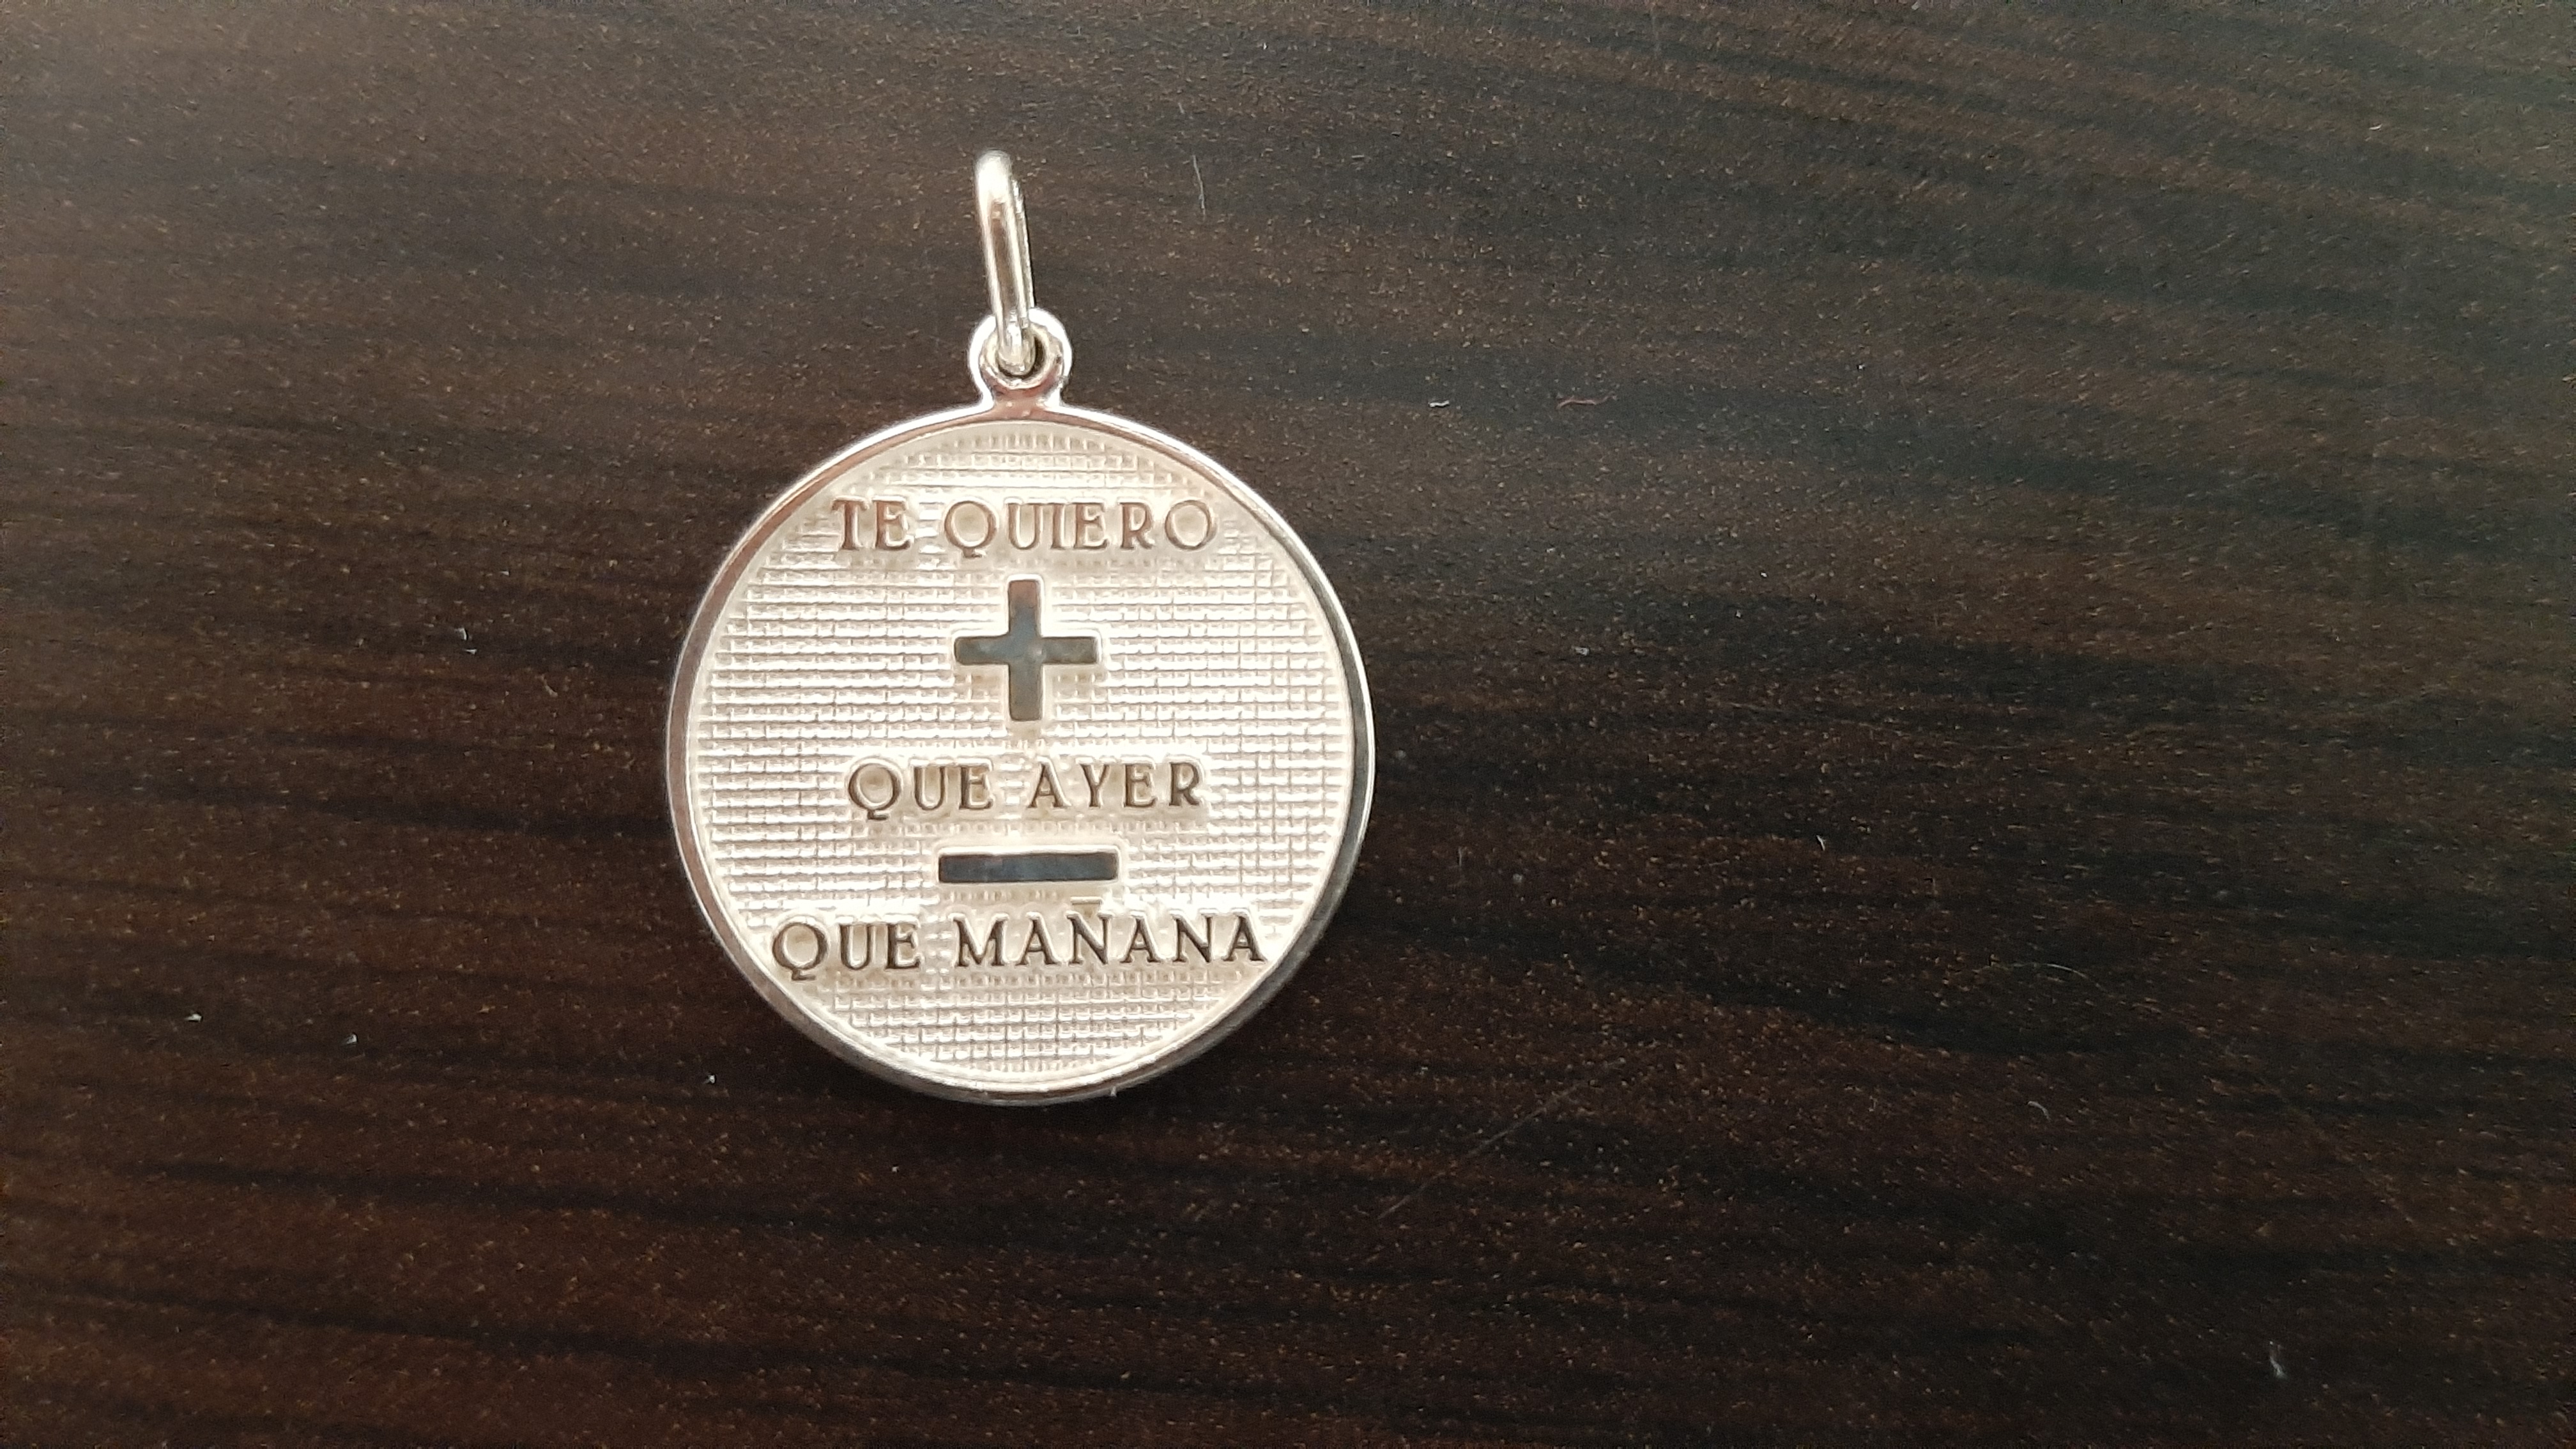 TE QUIERO
+
QUE AYER
−
QUE MAÑANA